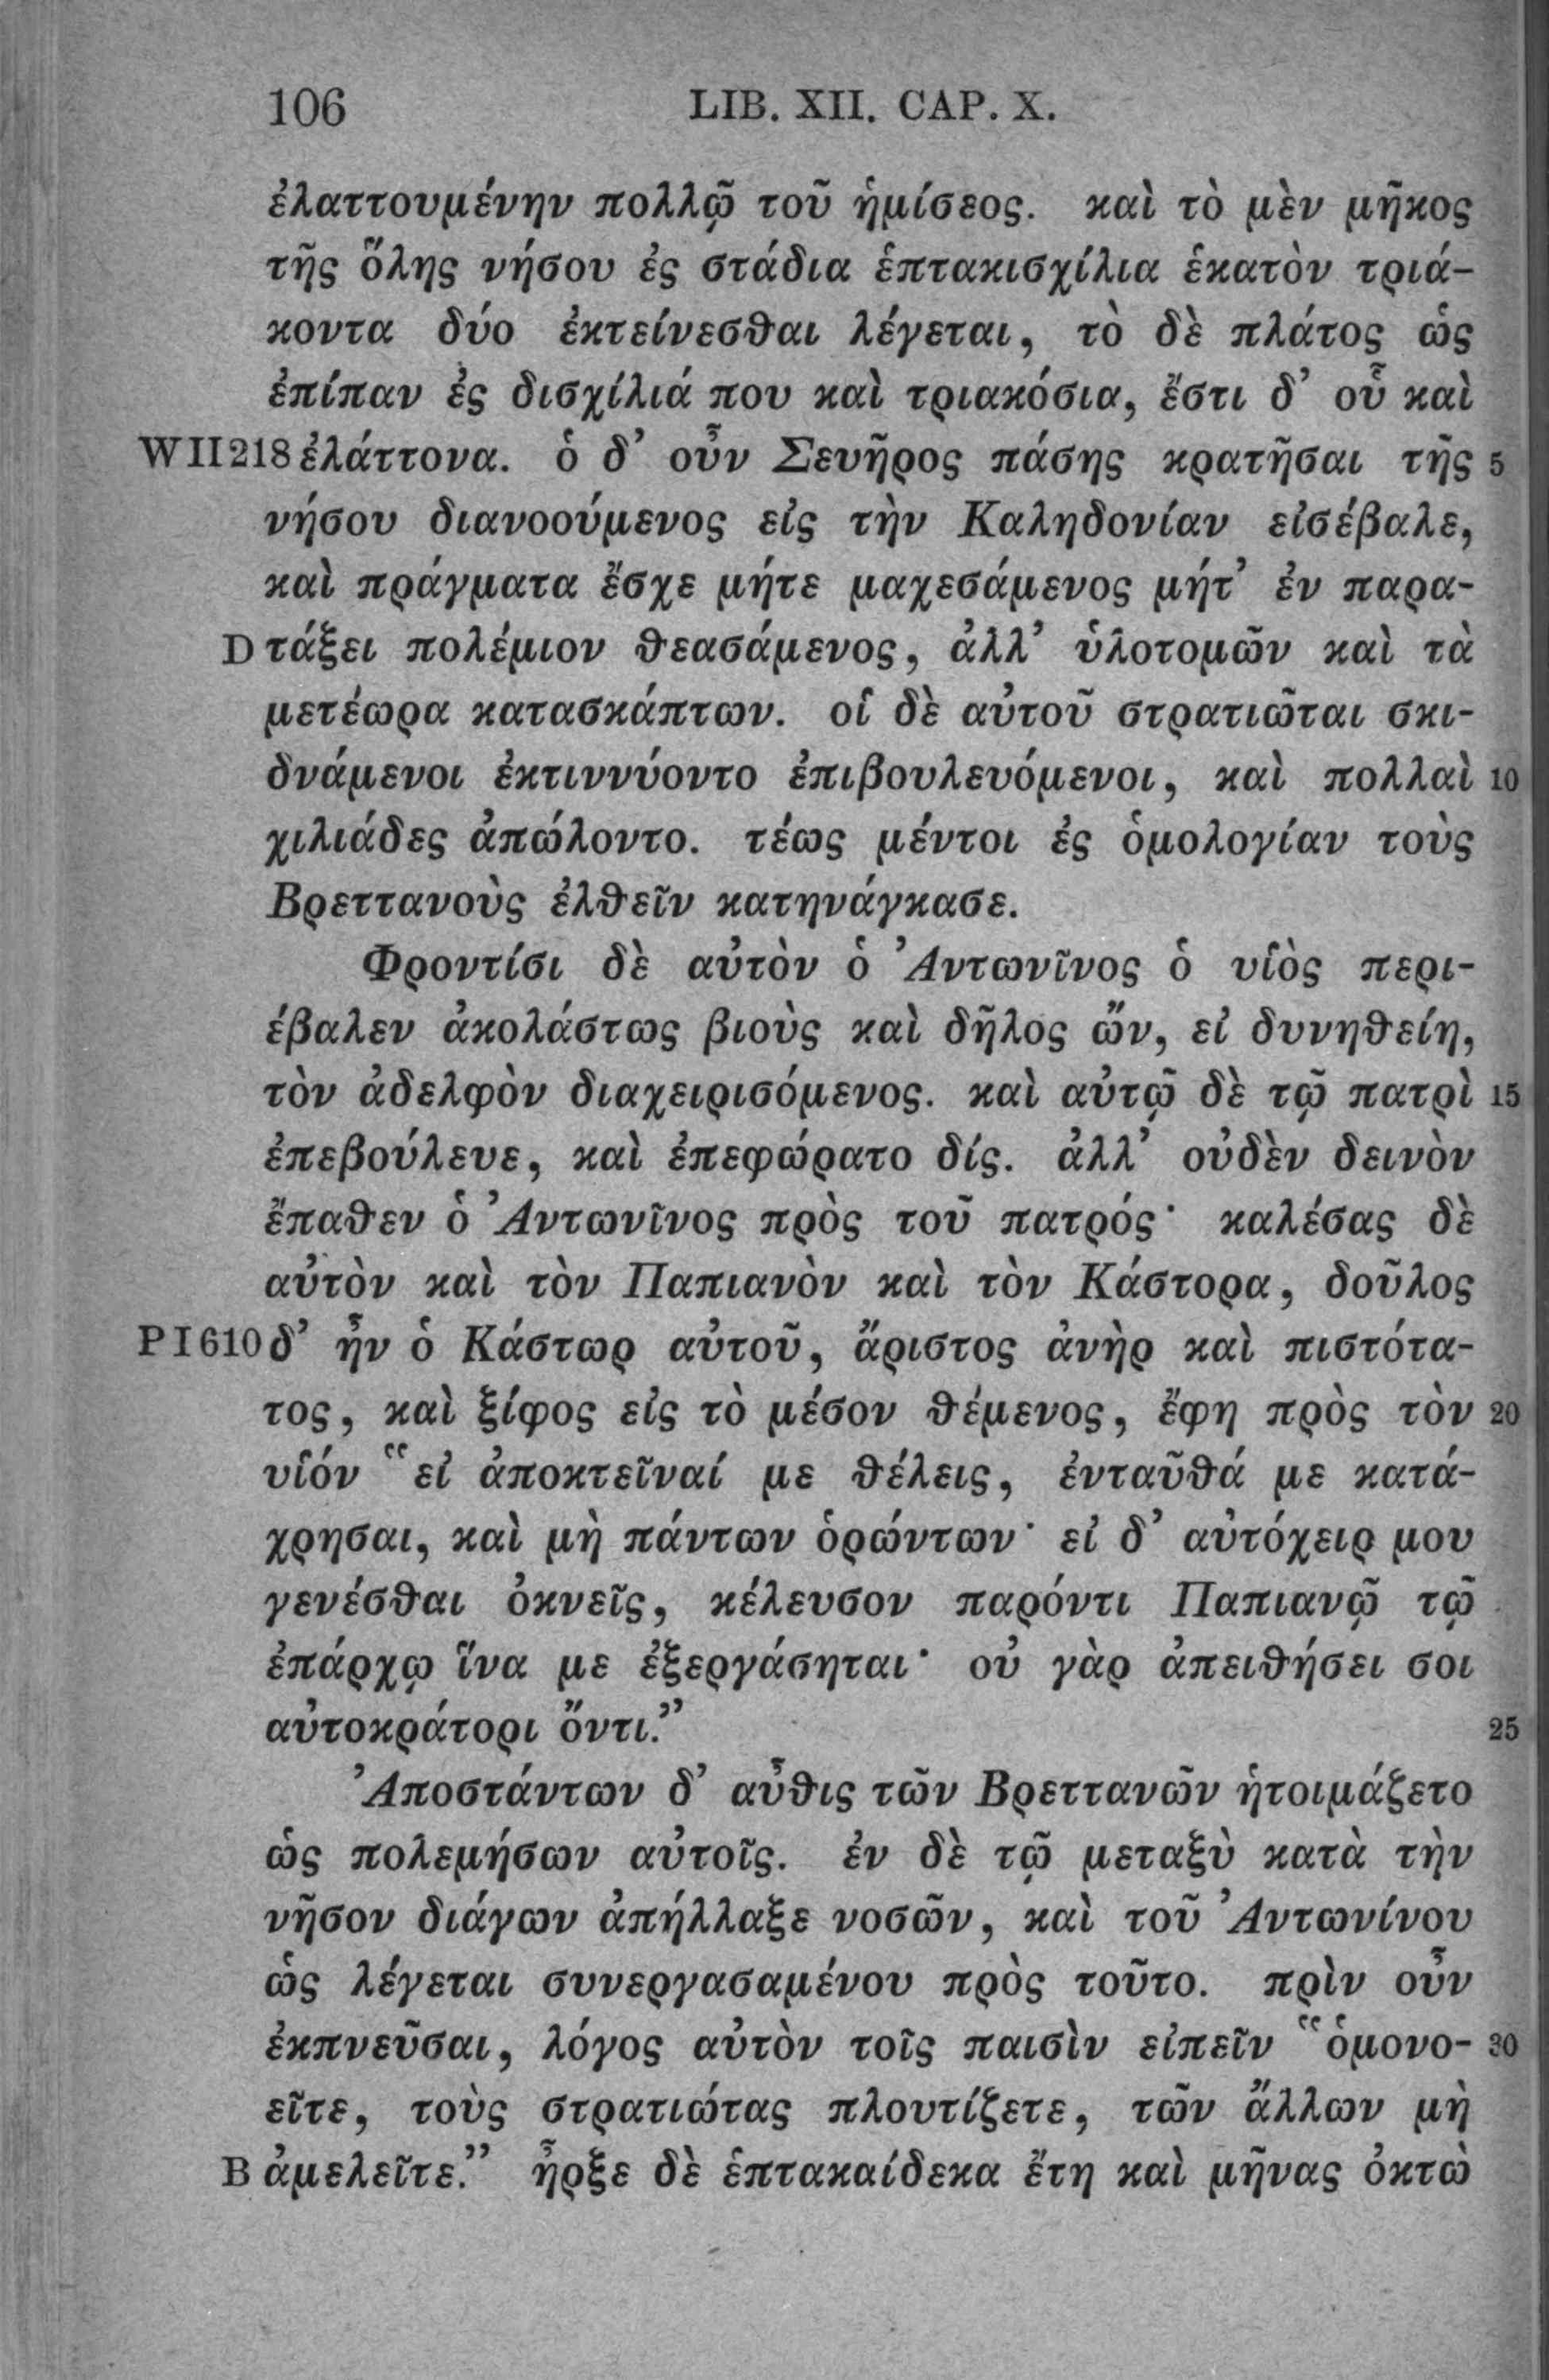 106 LIB. XII. CAP. X.
ἐλαττουμένην πολλῷ τοῦ ἡμίσεος. καὶ τὸ μὲν μῆκος
τῆς ὅλης νήσου ἐς στάδια ἑπτακισχίλια ἑκατὸν τριά-
κοντα δύο ἐκτείνεσθαι λέγεται, τὸ δὲ πλάτος ὡς
ἐπίπαν ἐς δισχίλιά που καὶ τριακόσια, ἔστι δ’ οὗ καὶ
W II 218 ἐλάττονα. ὁ δ’ οὖν Σευῆρος πάσης κρατῆσαι τῆς 5
νήσου διανοούμενος εἰς τὴν Καληδονίαν εἰσέβαλε,
καὶ πράγματα ἔσχε μήτε μαχεσάμενος μήτ’ ἐν παρα-
D τάξει πολέμιον θεασάμενος, ἀλλ’ ὑλοτομῶν καὶ τὰ
μετέωρα κατασκάπτων. οἱ δὲ αὐτοῦ στρατιῶται σκι-
δνάμενοι ἐκτιννύοντο ἐπιβουλευόμενοι, καὶ πολλαὶ 10
χιλιάδες ἀπώλοντο. τέως μέντοι ἐς ὁμολογίαν τοὺς
Βρεττανοὺς ἐλθεῖν κατηνάγκασε.
Φροντίσι δὲ αὐτὸν ὁ Ἀντωνῖνος ὁ υἱὸς περι-
έβαλεν ἀκολάστως βιοὺς καὶ δῆλος ὤν, εἰ δυνηθείη,
τὸν ἀδελφὸν διαχειρισόμενος. καὶ αὐτῷ δὲ τῷ πατρὶ 15
ἐπεβούλευε, καὶ ἐπεφώρατο δίς. ἀλλ’ οὐδὲν δεινὸν
ἔπαθεν ὁ Ἀντωνῖνος πρὸς τοῦ πατρός· καλέσας δὲ
αὐτὸν καὶ τὸν Παπιανὸν καὶ τὸν Κάστορα, δοῦλος
P I 610 δ’ ἦν ὁ Κάστωρ αὐτοῦ, ἄριστος ἀνὴρ καὶ πιστότα-
τος, καὶ ξίφος εἰς τὸ μέσον θέμενος, ἔφη πρὸς τὸν 20
υἱόν “εἰ ἀποκτεῖναί με θέλεις, ἐνταῦθά με κατά-
χρησαι, καὶ μὴ πάντων ὁρώντων· εἰ δ’ αὐτόχειρ μου
γενέσθαι ὀκνεῖς, κέλευσον παρόντι Παπιανῷ τῷ
ἐπάρχῳ ἵνα με ἐξεργάσηται· οὐ γὰρ ἀπειθήσει σοι
αὐτοκράτορι ὄντι.” 25
Ἀποστάντων δ’ αὖθις τῶν Βρεττανῶν ἡτοιμάζετο
ὡς πολεμήσων αὐτοῖς. ἐν δὲ τῷ μεταξὺ κατὰ τὴν
νῆσον διάγων ἀπήλλαξε νοσῶν, καὶ τοῦ Ἀντωνίνου
ὡς λέγεται συνεργασαμένου πρὸς τοῦτο. πρὶν οὖν
ἐκπνεῦσαι, λόγος αὐτὸν τοῖς παισὶν εἰπεῖν “ὁμονο- 30
εῖτε, τοὺς στρατιώτας πλουτίζετε, τῶν ἄλλων μὴ
B ἀμελεῖτε.” ἦρξε δὲ ἑπτακαίδεκα ἔτη καὶ μῆνας ὀκτὼ